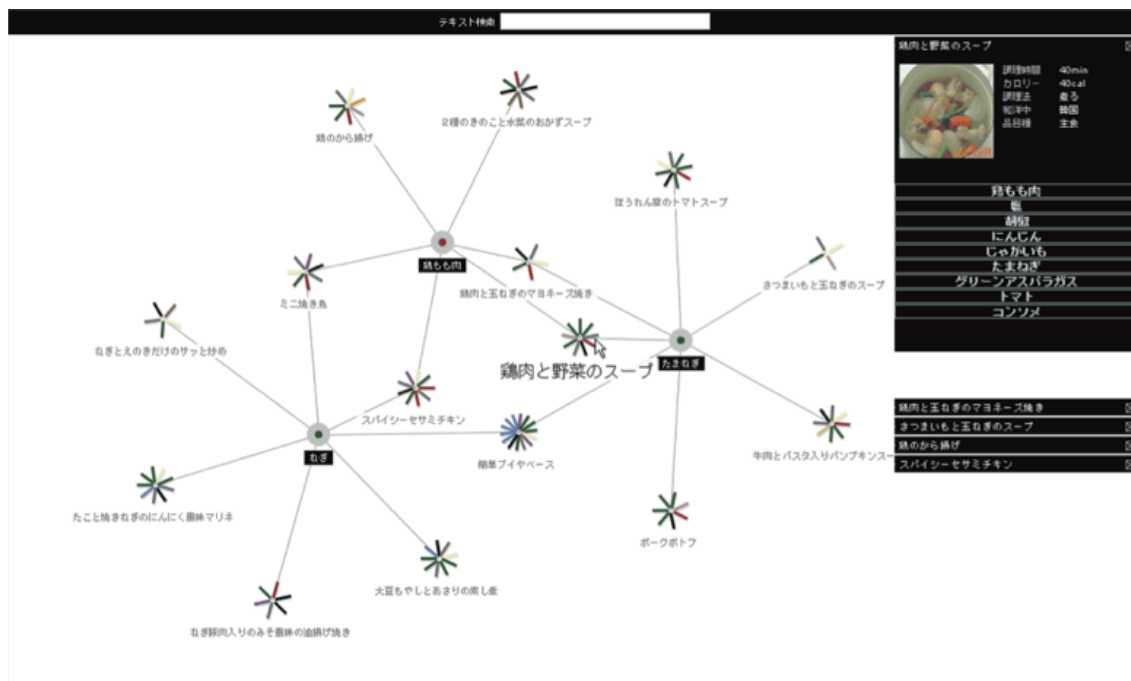 テキスト検索
鶏のから揚げ
2種のきのこと水菜のおかずスープ
ほうれん草のトマトスープ
鶏もも肉
ミニ焼き鳥
鶏肉と玉ねぎのマヨネーズ焼き
さつまいもと玉ねぎのスープ
ねぎとえのきだけのサッと炒め
鶏肉と野菜のスープ
たまねぎ
スパイシーセサミチキン
ねぎ
簡単ブイヤベース
牛肉とパスタ入りパンプキンスー
たこと焼きねぎのにんにく風味マリネ
ポークポトフ
大豆もやしとあさりの蒸し煮
ねぎ豚肉入りのみそ風味の油揚げ焼き
鶏肉と野菜のスープ
調理時間 40min
カロリー 40cal
調理法 煮る
和洋中 韓国
品目種 主食
鶏もも肉
塩
胡椒
にんじん
じゃがいも
たまねぎ
グリーンアスパラガス
トマト
コンソメ
鶏肉と玉ねぎのマヨネーズ焼き
さつまいもと玉ねぎのスープ
鶏のから揚げ
スパイシーセサミチキン